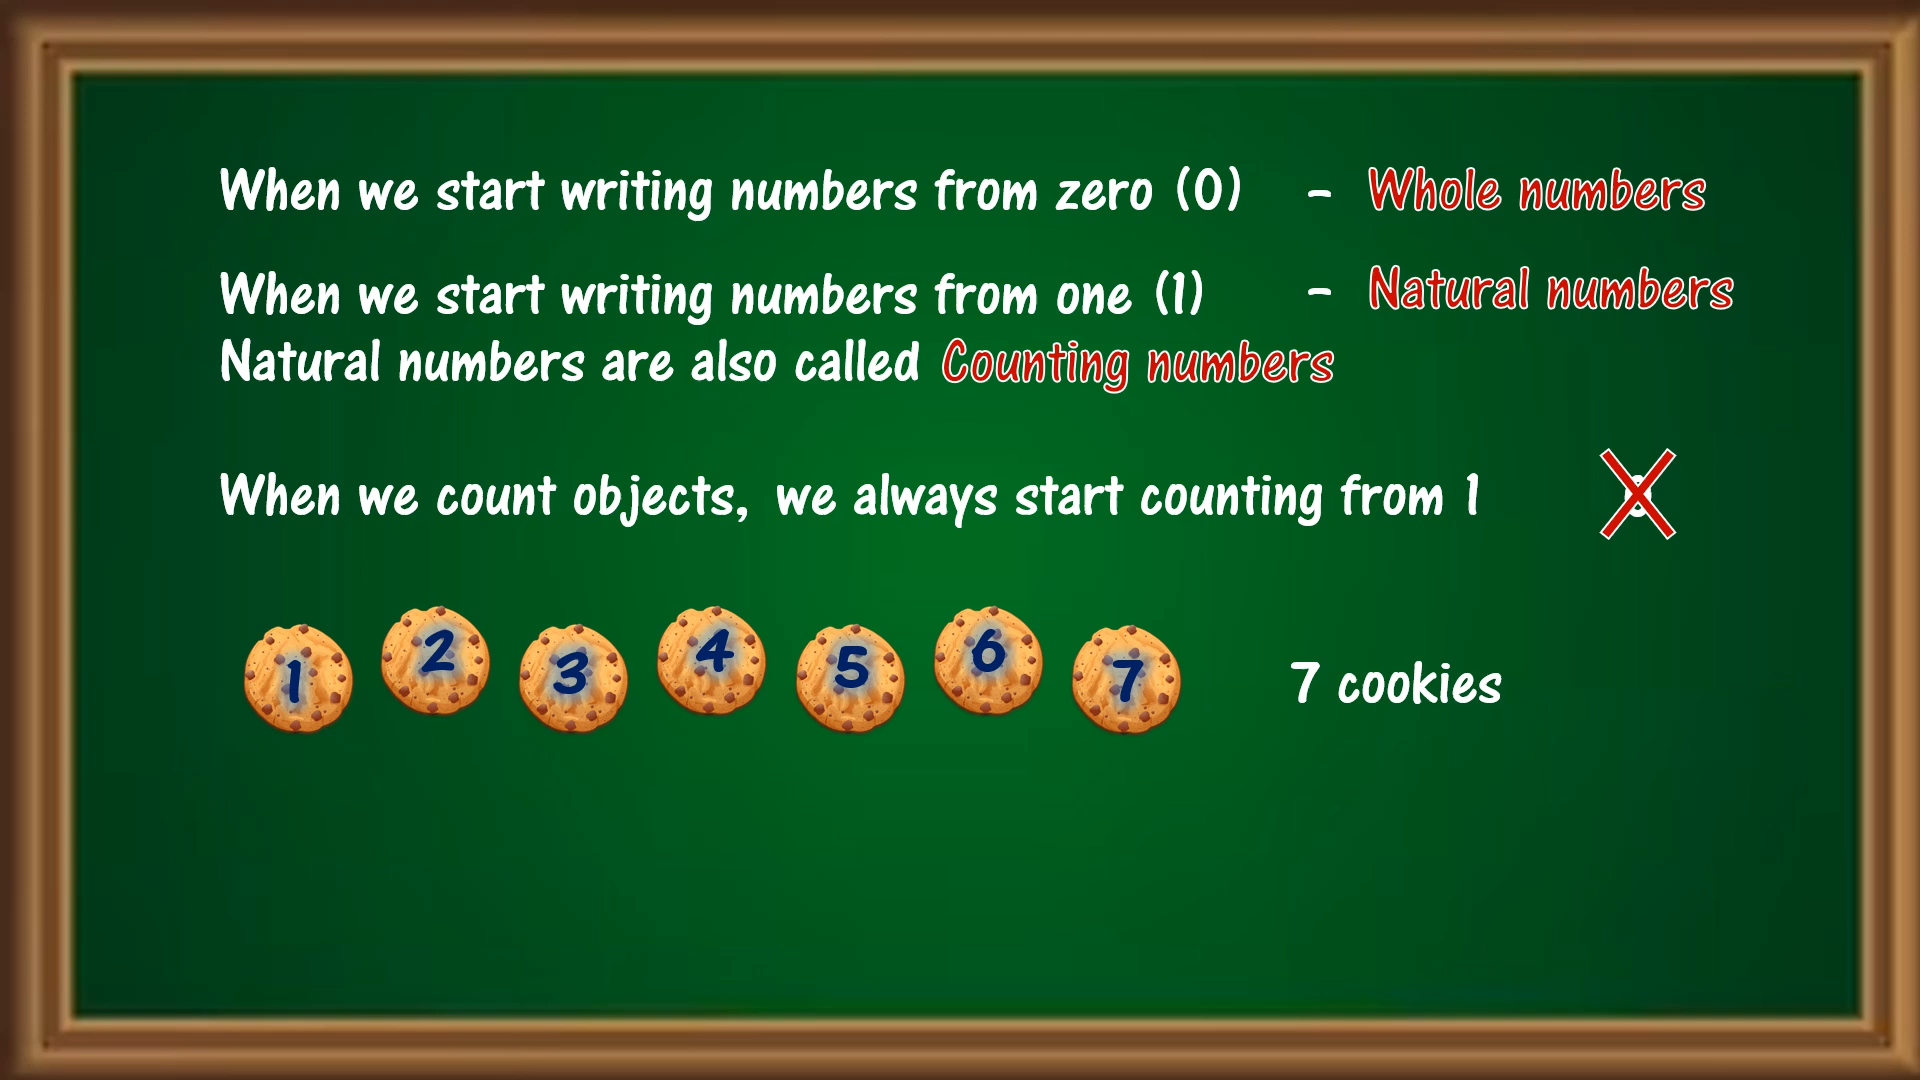 When we start writing numbers from zero (0) - Whole numbers
When we start writing numbers from one (1) - Natural numbers
Natural numbers are also called Counting numbers
When we count objects, we always start counting from 1 0
1 2 3 4 5 6 7 7 cookies